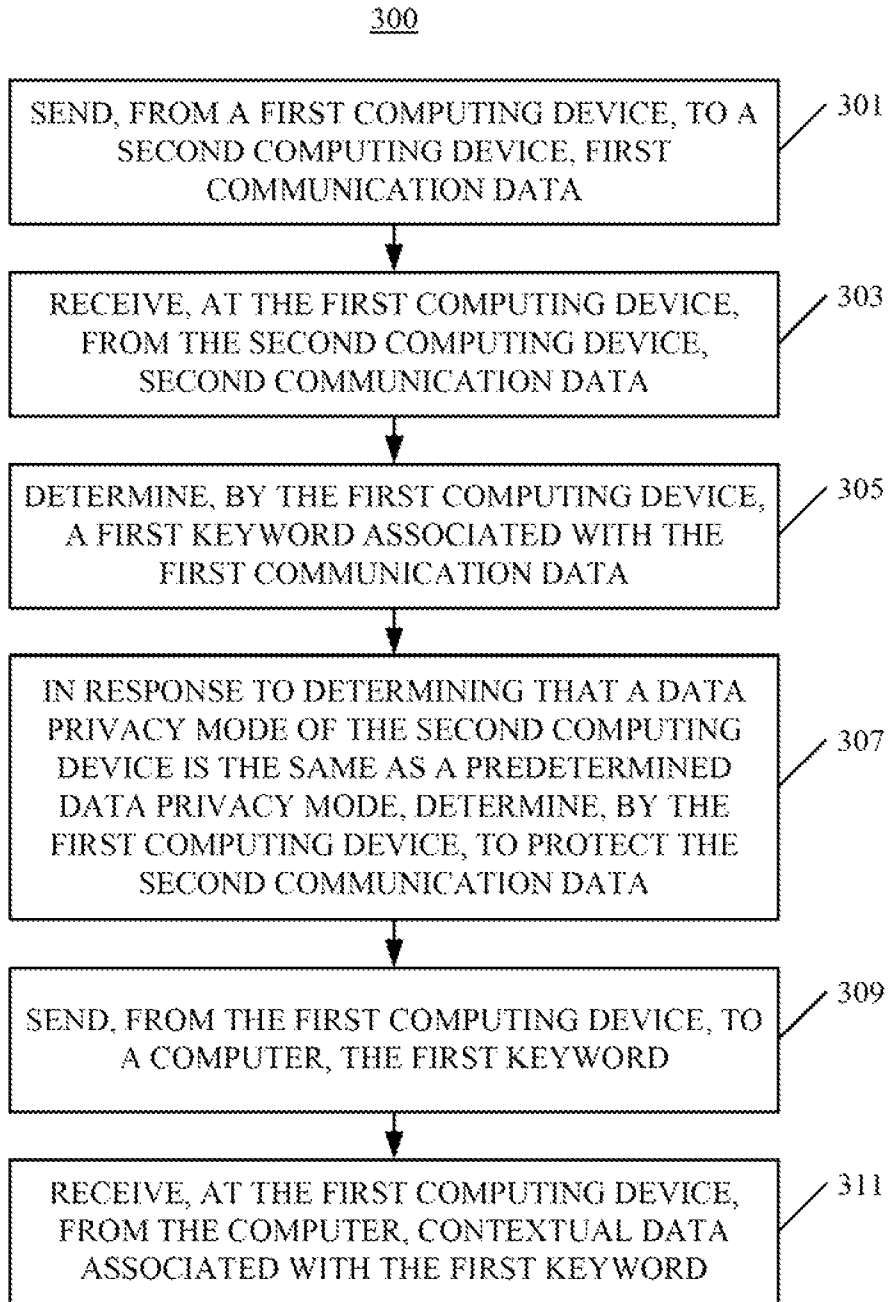 300
SEND, FROM A FIRST COMPUTING DEVICE, TO A
SECOND COMPUTING DEVICE, FIRST
COMMUNICATION DATA
301
RECEIVE, AT THE FIRST COMPUTING DEVICE,
FROM THE SECOND COMPUTING DEVICE,
SECOND COMMUNICATION DATA
303
DETERMINE, BY THE FIRST COMPUTING DEVICE,
A FIRST KEYWORD ASSOCIATED WITH THE
FIRST COMMUNICATION DATA
305
IN RESPONSE TO DETERMINING THAT A DATA
PRIVACY MODE OF THE SECOND COMPUTING
DEVICE IS THE SAME AS A PREDETERMINED
DATA PRIVACY MODE, DETERMINE, BY THE
FIRST COMPUTING DEVICE, TO PROTECT THE
SECOND COMMUNICATION DATA
307
SEND, FROM THE FIRST COMPUTING DEVICE, TO
A COMPUTER, THE FIRST KEYWORD
309
RECEIVE, AT THE FIRST COMPUTING DEVICE,
FROM THE COMPUTER, CONTEXTUAL DATA
ASSOCIATED WITH THE FIRST KEYWORD
311